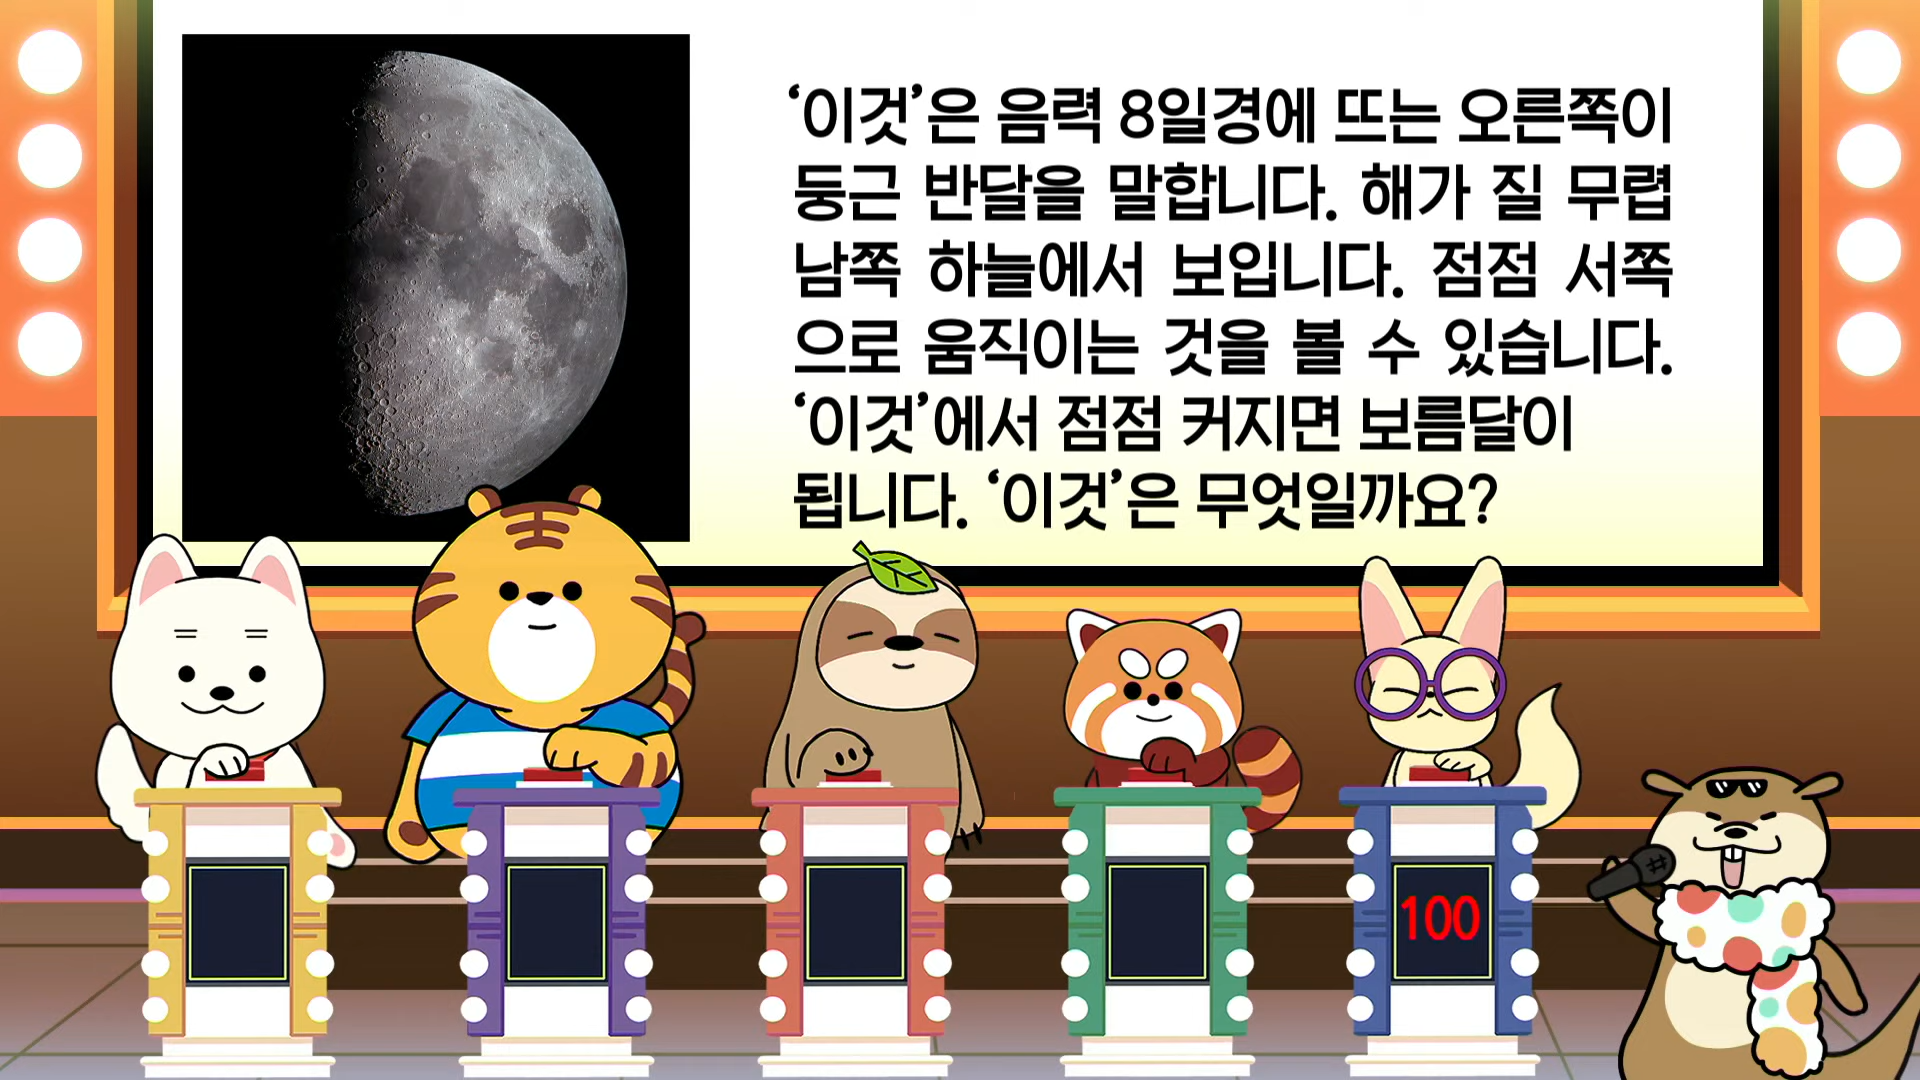 ‘이것’은 음력 8일경에 뜨는 오른쪽이
둥근 반달을 말합니다. 해가 질 무렵
남쪽 하늘에서 보입니다. 점점 서쪽
으로 움직이는 것을 볼 수 있습니다.
‘이것’에서 점점 커지면 보름달이
됩니다. ‘이것’은 무엇일까요?
100